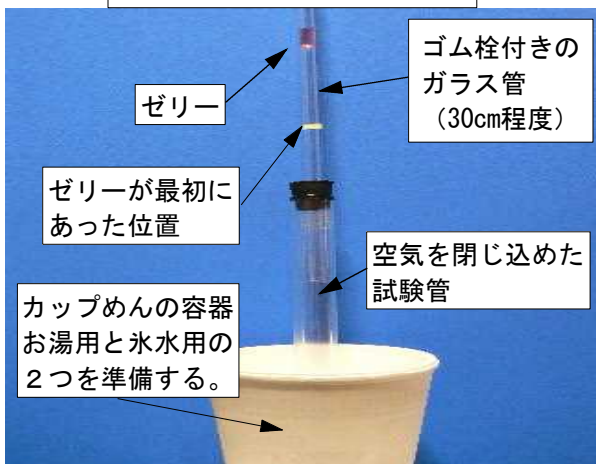 ゼリー
ゴム栓付きの
ガラス管
（30cm程度）
ゼリーが最初に
あった位置
空気を閉じ込めた
試験管
カップめんの容器
お湯用と氷水用の
２つを準備する。